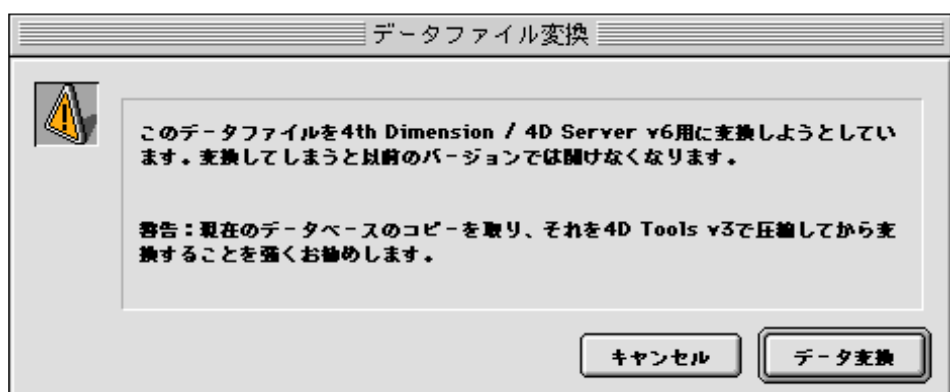 データファイル変換
このデータファイルを4th Dimension / 4D Server v6用に変換しようとしてい
ます。変換してしまうと以前のバージョンでは開けなくなります。
警告：現在のデータベースのコピーを取り、それを4D Tools v3で圧縮してから変
換することを強くお勧めします。
キャンセル
データ変換